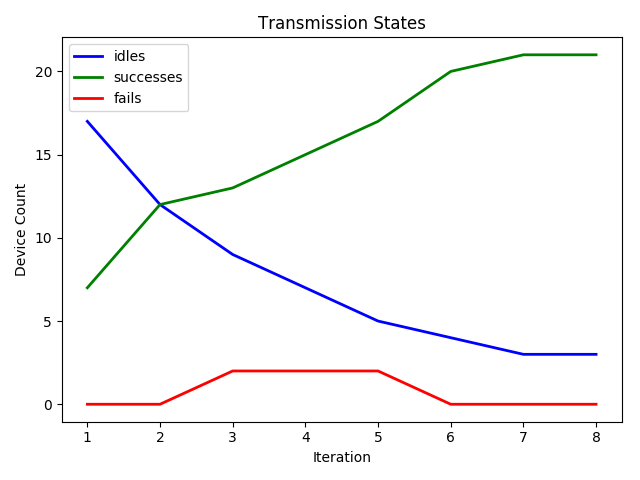 Transmission States
idles
successes
fails
Device Count
20
15
10
5
0
1 2 3 4 5 6 7 8
Iteration